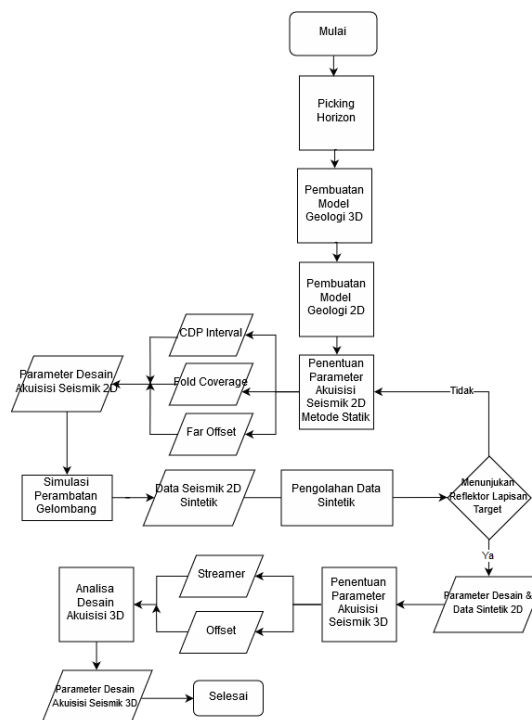 Mulai
Picking
Horizon
Pembuatan
Model
Geologi 3D
Pembuatan
Model
Geologi 2D
Penentuan
Parameter
Akuisisi
Seismik 2D
Metode Statik
CDP Interval
Fold Coverage
Far Offset
Parameter Desain
Akuisisi Seismik 2D
Simulasi
Perambatan
Gelombang
Data Seismik 2D
Sintetik
Pengolahan Data
Sintetik
Menunjukan
Reflektor Lapisan
Target
Tidak
Ya
Parameter Desain &
Data Sintetik 2D
Penentuan
Parameter
Akuisisi
Seismik 3D
Streamer
Offset
Analisa
Desain
Akuisisi 3D
Parameter Desain
Akuisisi Seismik 3D
Selesai